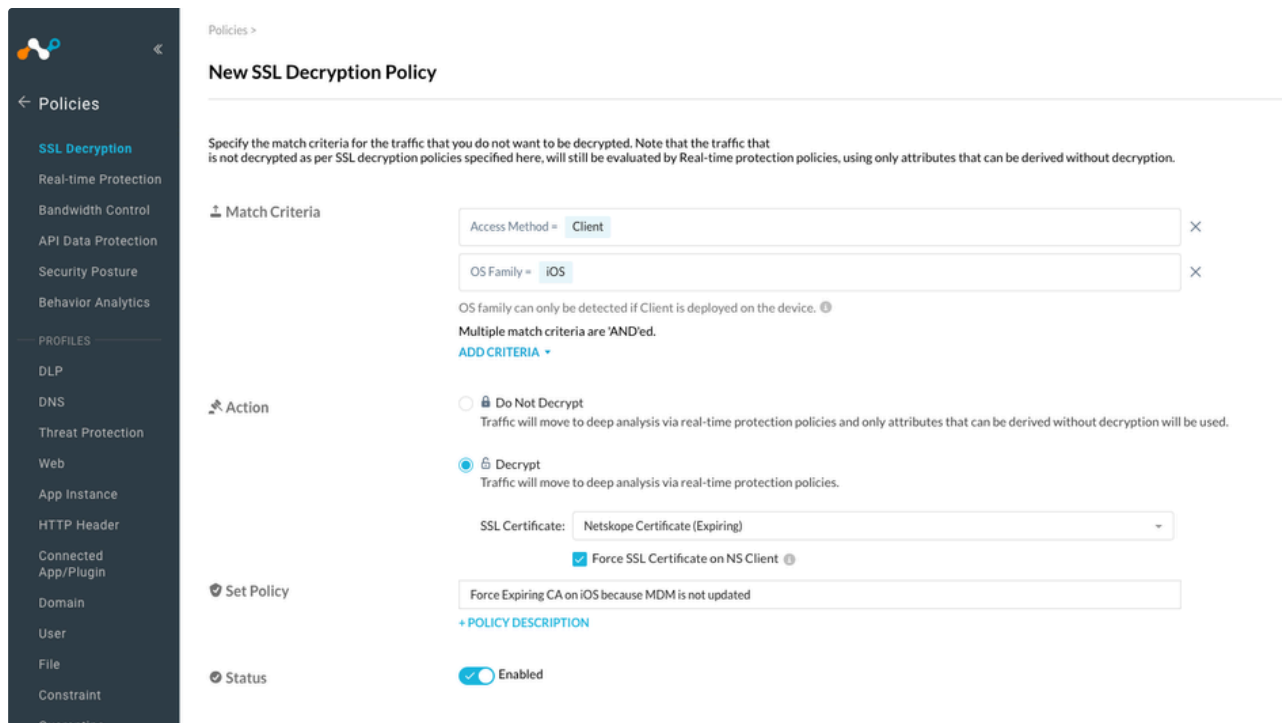 Policies >
New SSL Decryption Policy
Policies
SSL Decryption
Real-time Protection
Bandwidth Control
API Data Protection
Security Posture
Behavior Analytics
PROFILES
DLP
DNS
Threat Protection
Web
App Instance
HTTP Header
Connected
App/Plugin
Domain
User
File
Constraint
Specify the match criteria for the traffic that you do not want to be decrypted. Note that the traffic that
is not decrypted as per SSL decryption policies specified here, will still be evaluated by Real-time protection policies, using only attributes that can be derived without decryption.
Match Criteria
Access Method = Client
OS Family = iOS
OS family can only be detected if Client is deployed on the device.
Multiple match criteria are 'AND'ed.
ADD CRITERIA
Action
Do Not Decrypt
Traffic will move to deep analysis via real-time protection policies and only attributes that can be derived without decryption will be used.
Decrypt
Traffic will move to deep analysis via real-time protection policies.
SSL Certificate: Netskope Certificate (Expiring)
Force SSL Certificate on NS Client
Set Policy
Force Expiring CA on iOS because MDM is not updated
+ POLICY DESCRIPTION
Status
Enabled